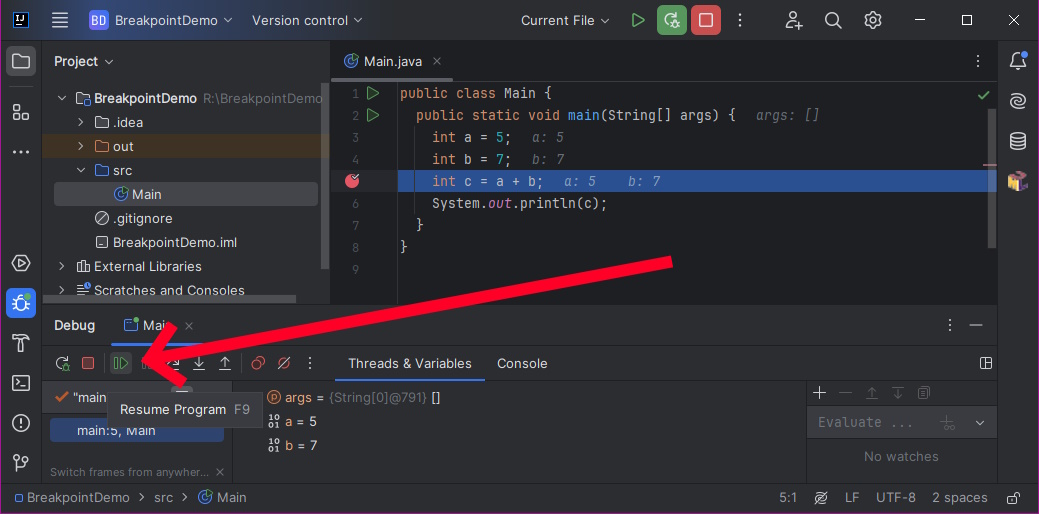 BD BreakpointDemo Version control Current File
Project
Main.java
BreakpointDemo R:\BreakpointDemo
.idea
out
src
Main
.gitignore
BreakpointDemo.iml
External Libraries
Scratches and Consoles
1 public class Main {
2 public static void main(String[] args) { args: []
3 int a = 5; a: 5
4 int b = 7; b: 7
int c = a + b; a: 5 b: 7
6 System.out.println(c);
7 }
8 }
9
Debug Main
Threads & Variables Console
"main
Resume Program F9
main:5, Main
Switch frames from anywher...
args = {String[0]@791} []
a = 5
b = 7
Evaluate ...
No watches
BreakpointDemo > src > Main 5:1 LF UTF-8 2 spaces